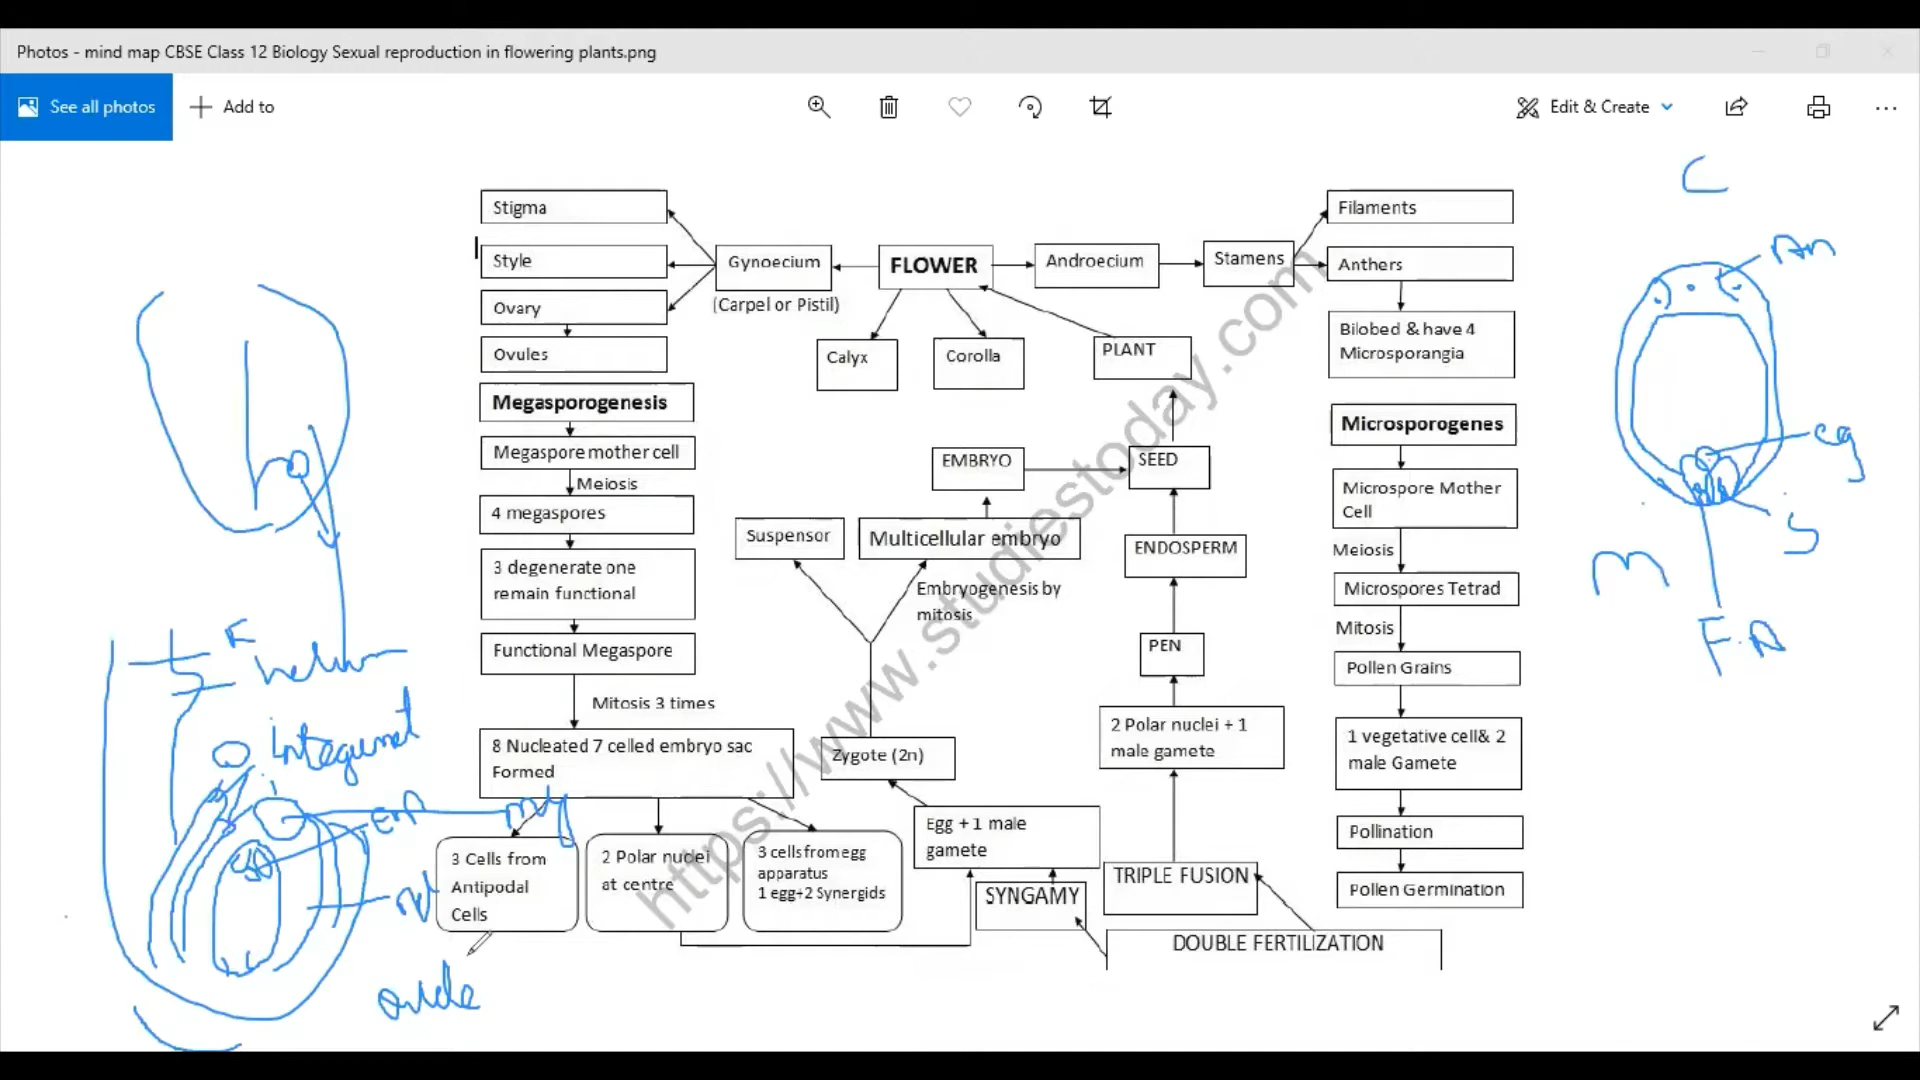 Photos - mind map CBSE Class 12 Biology Sexual reproduction in flowering plants.png
See all photos
Add to
Edit & Create
Stigma
Style
Ovary
Ovules
Gynoecium
(Carpel or Pistil)
FLOWER
Androecium
Stamens
Filaments
Anthers
Bilobed & have 4
Microsporangia
Calyx
Corolla
PLANT
Megasporogenesis
Megaspore mother cell
Meiosis
4 megaspores
3 degenerate one
remain functional
Functional Megaspore
Mitosis 3 times
8 Nucleated 7 celled embryo sac
Formed
3 Cells from
Antipodal
Cells
2 Polar nuclei
at centre
3 cells from egg
apparatus
1 egg+2 Synergids
Suspensor
Multicellular embryo
Embryogenesis by
mitosis
EMBRYO
SEED
ENDOSPERM
PEN
2 Polar nuclei + 1
male gamete
Zygote (2n)
Egg + 1 male
gamete
SYNGAMY
TRIPLE FUSION
DOUBLE FERTILIZATION
Microsporogenes
Microspore Mother
Cell
Meiosis
Microspores Tetrad
Mitosis
Pollen Grains
1 vegetative cell& 2
male Gamete
Pollination
Pollen Germination
https://www.studiestoday.com
C
An
eg
S
M
F.A
my